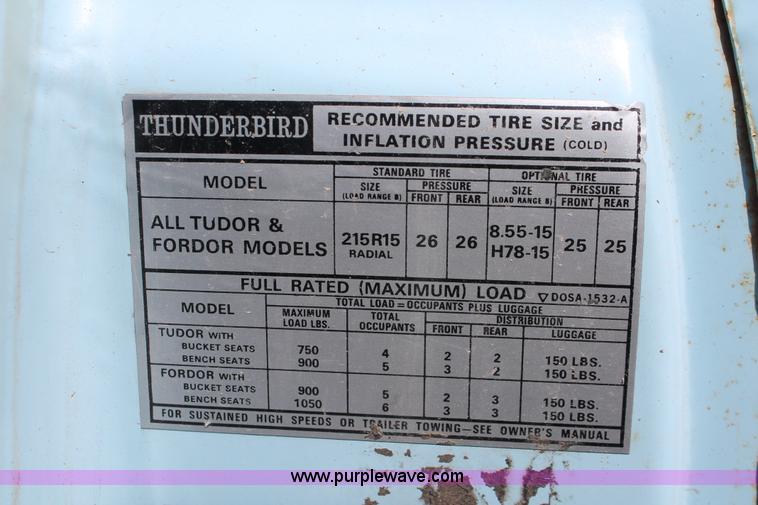 THUNDERBIRD RECOMMENDED TIRE SIZE and
INFLATION PRESSURE (COLD)
MODEL STANDARD TIRE OPTIONAL TIRE
SIZE (LOAD RANGE B) PRESSURE SIZE (LOAD RANGE B) PRESSURE
FRONT REAR FRONT REAR
ALL TUDOR & 215R15 26 26 8.55-15 25 25
FORDOR MODELS RADIAL H78-15
FULL RATED (MAXIMUM) LOAD ▽ DOSA-1532-A
MODEL TOTAL LOAD = OCCUPANTS PLUS LUGGAGE
MAXIMUM TOTAL DISTRIBUTION
LOAD LBS. OCCUPANTS FRONT REAR LUGGAGE
TUDOR WITH
BUCKET SEATS 750 4 2 2 150 LBS.
BENCH SEATS 900 5 3 2 150 LBS.
FORDOR WITH
BUCKET SEATS 900 5 2 3 150 LBS.
BENCH SEATS 1050 6 3 3 150 LBS.
FOR SUSTAINED HIGH SPEEDS OR TRAILER TOWING—SEE OWNER'S MANUAL
www.purplewave.com